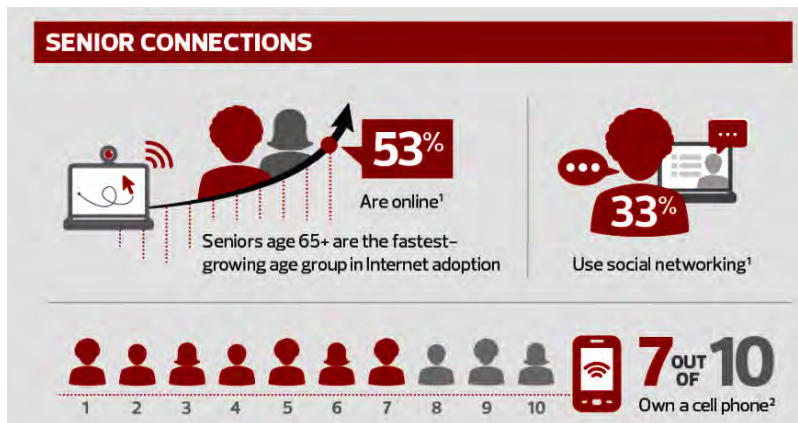 SENIOR CONNECTIONS
53%
Are online¹
Seniors age 65+ are the fastest-
growing age group in Internet adoption
33%
Use social networking¹
1 2 3 4 5 6 7 8 9 10
7 OUT OF 10
Own a cell phone²